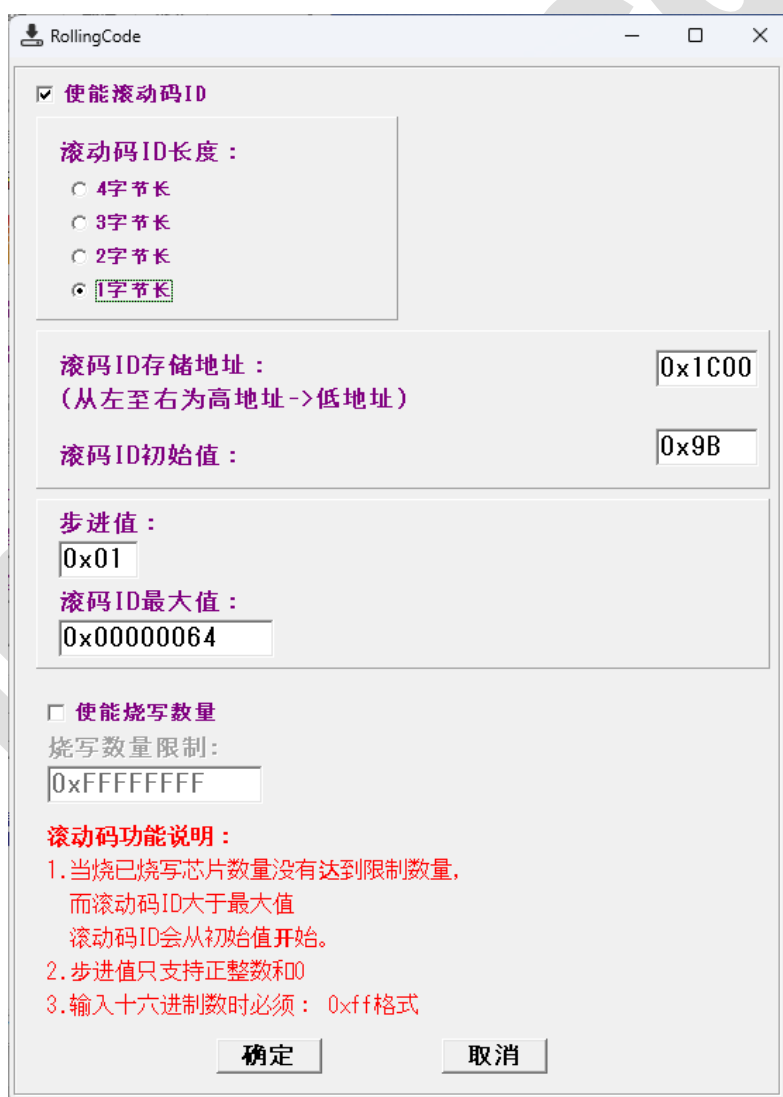 RollingCode
使能滚动码ID
滚动码ID长度：
4字节长
3字节长
2字节长
1字节长
滚码ID存储地址：
0x1C00
(从左至右为高地址->低地址)
滚码ID初始值：
0x9B
步进值：
0x01
滚码ID最大值：
0x00000064
使能烧写数量
烧写数量限制:
0xFFFFFFFF
滚动码功能说明：
1.当烧已烧写芯片数量没有达到限制数量,
而滚动码ID大于最大值
滚动码ID会从初始值开始。
2.步进值只支持正整数和0
3.输入十六进制数时必须： 0xff格式
确定 取消